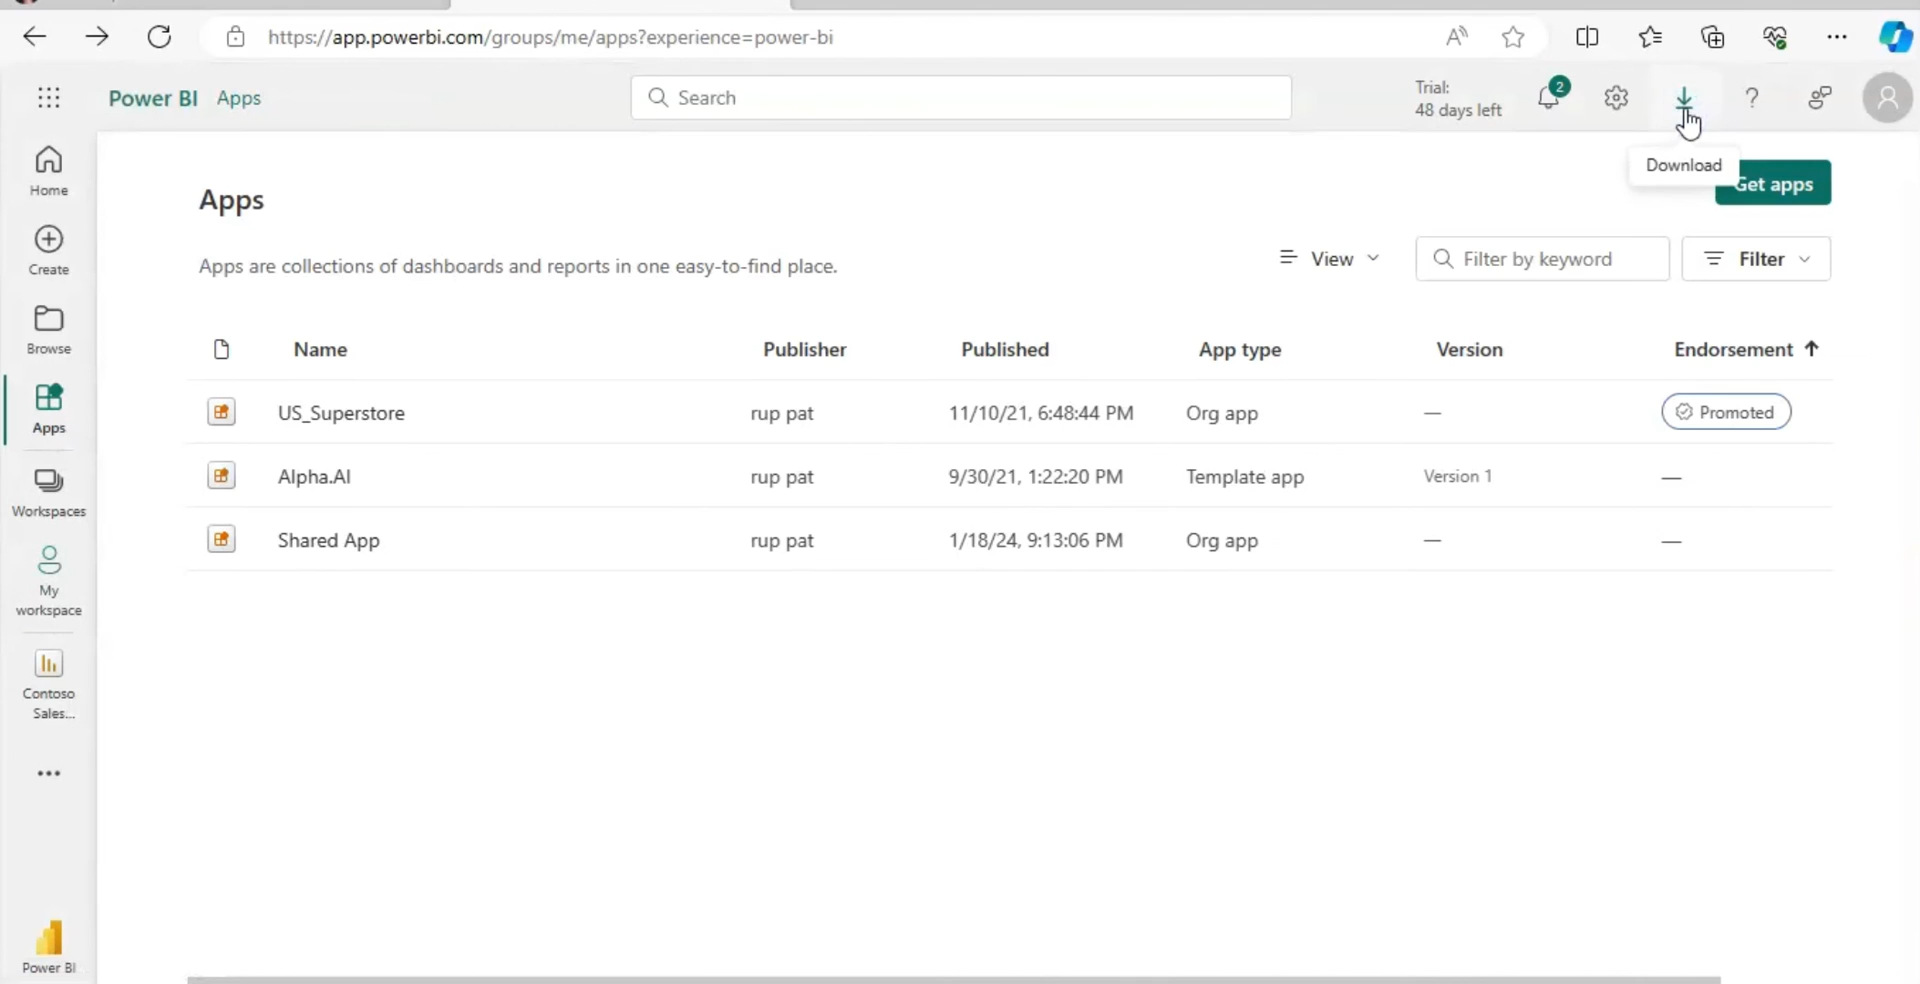 https://app.powerbi.com/groups/me/apps?experience=power-bi
Power BI Apps
Search
Trial:
48 days left
2
Download
Get apps
Home
Create
Browse
Apps
Workspaces
My
workspace
Contoso
Sales...
Power BI
Apps
Apps are collections of dashboards and reports in one easy-to-find place.
View
Filter by keyword
Filter
Name Publisher Published App type Version Endorsement
US_Superstore rup pat 11/10/21, 6:48:44 PM Org app — Promoted
Alpha.AI rup pat 9/30/21, 1:22:20 PM Template app Version 1 —
Shared App rup pat 1/18/24, 9:13:06 PM Org app — —